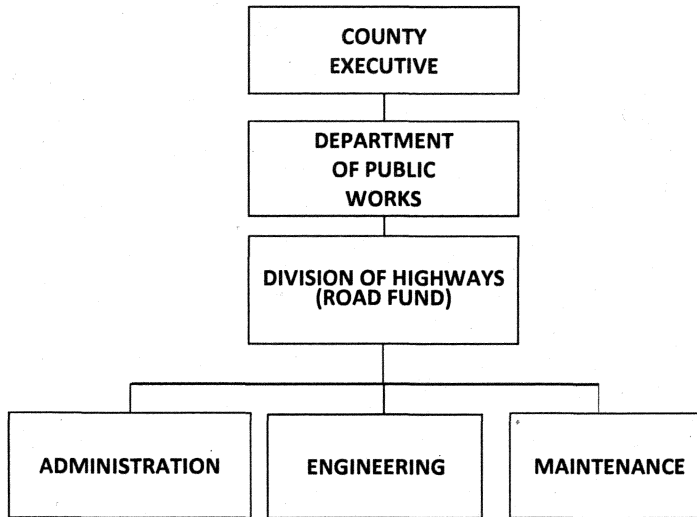 COUNTY
EXECUTIVE
DEPARTMENT
OF PUBLIC
WORKS
DIVISION OF HIGHWAYS
(ROAD FUND)
ADMINISTRATION
ENGINEERING
MAINTENANCE